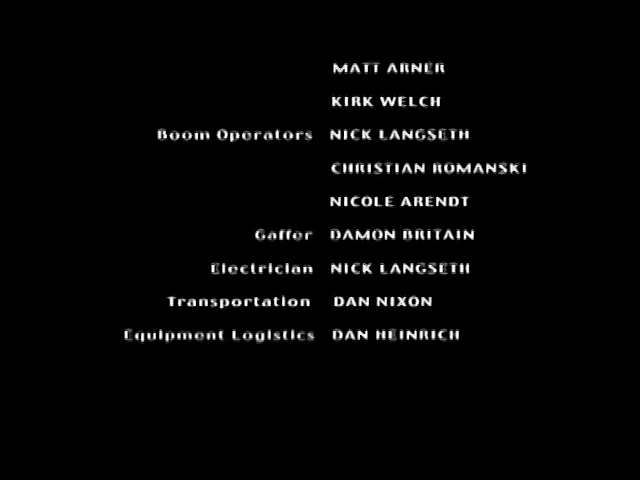 MATT ARNER
KIRK WELCH
Boom Operators NICK LANGSETH
CHRISTIAN ROMANSKI
NICOLE ARENDT
Gaffer DAMON BRITAIN
Electrician NICK LANGSETH
Transportation DAN NIXON
Equipment Logistics DAN HEINRICH